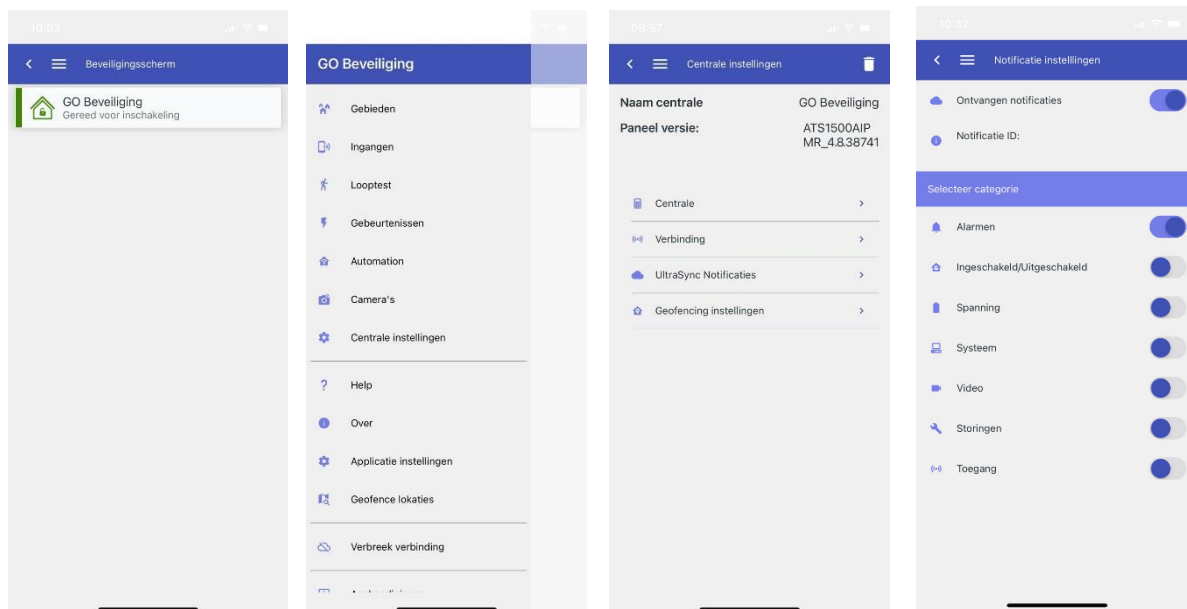 10:03
Beveiligingsscherm
GO Beveiliging
Gereed voor inschakeling
GO Beveiliging
Gebieden
Ingangen
Looptest
Gebeurtenissen
Automation
Camera's
Centrale instellingen
Help
Over
Applicatie instellingen
Geofence lokaties
Verbreek verbinding
09:57
Centrale instellingen
Naam centrale GO Beveiliging
Paneel versie: ATS1500AIP
MR_4.8.38741
Centrale
Verbinding
UltraSync Notificaties
Geofencing instellingen
10:32
Notificatie instelllingen
Ontvangen notificaties
Notificatie ID:
Selecteer categorie
Alarmen
Ingeschakeld/Uitgeschakeld
Spanning
Systeem
Video
Storingen
Toegang